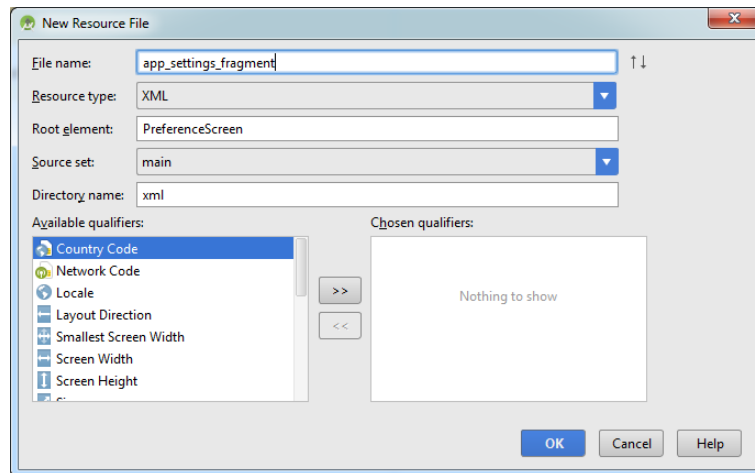 New Resource File
File name: app_settings_fragment
Resource type: XML
Root element: PreferenceScreen
Source set: main
Directory name: xml
Available qualifiers: Chosen qualifiers:
Country Code
Network Code
Locale
Layout Direction
Smallest Screen Width
Screen Width
Screen Height
>>
<<
Nothing to show
OK Cancel Help